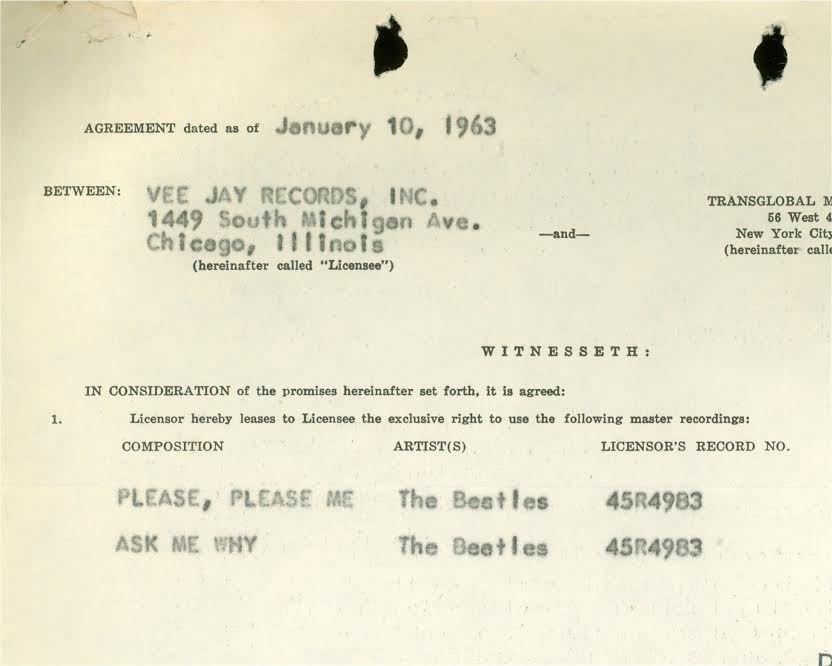 AGREEMENT dated as of January 10, 1963
BETWEEN: VEE JAY RECORDS, INC.
1449 South Michigan Ave.
Chicago, Illinois
(hereinafter called "Licensee")
—and—
TRANSGLOBAL M
56 West 4
New York City
(hereinafter calle
WITNESSETH:
IN CONSIDERATION of the promises hereinafter set forth, it is agreed:
1. Licensor hereby leases to Licensee the exclusive right to use the following master recordings:
COMPOSITION ARTIST(S) LICENSOR'S RECORD NO.
PLEASE, PLEASE ME The Beatles 45R4983
ASK ME WHY The Beatles 45R4983